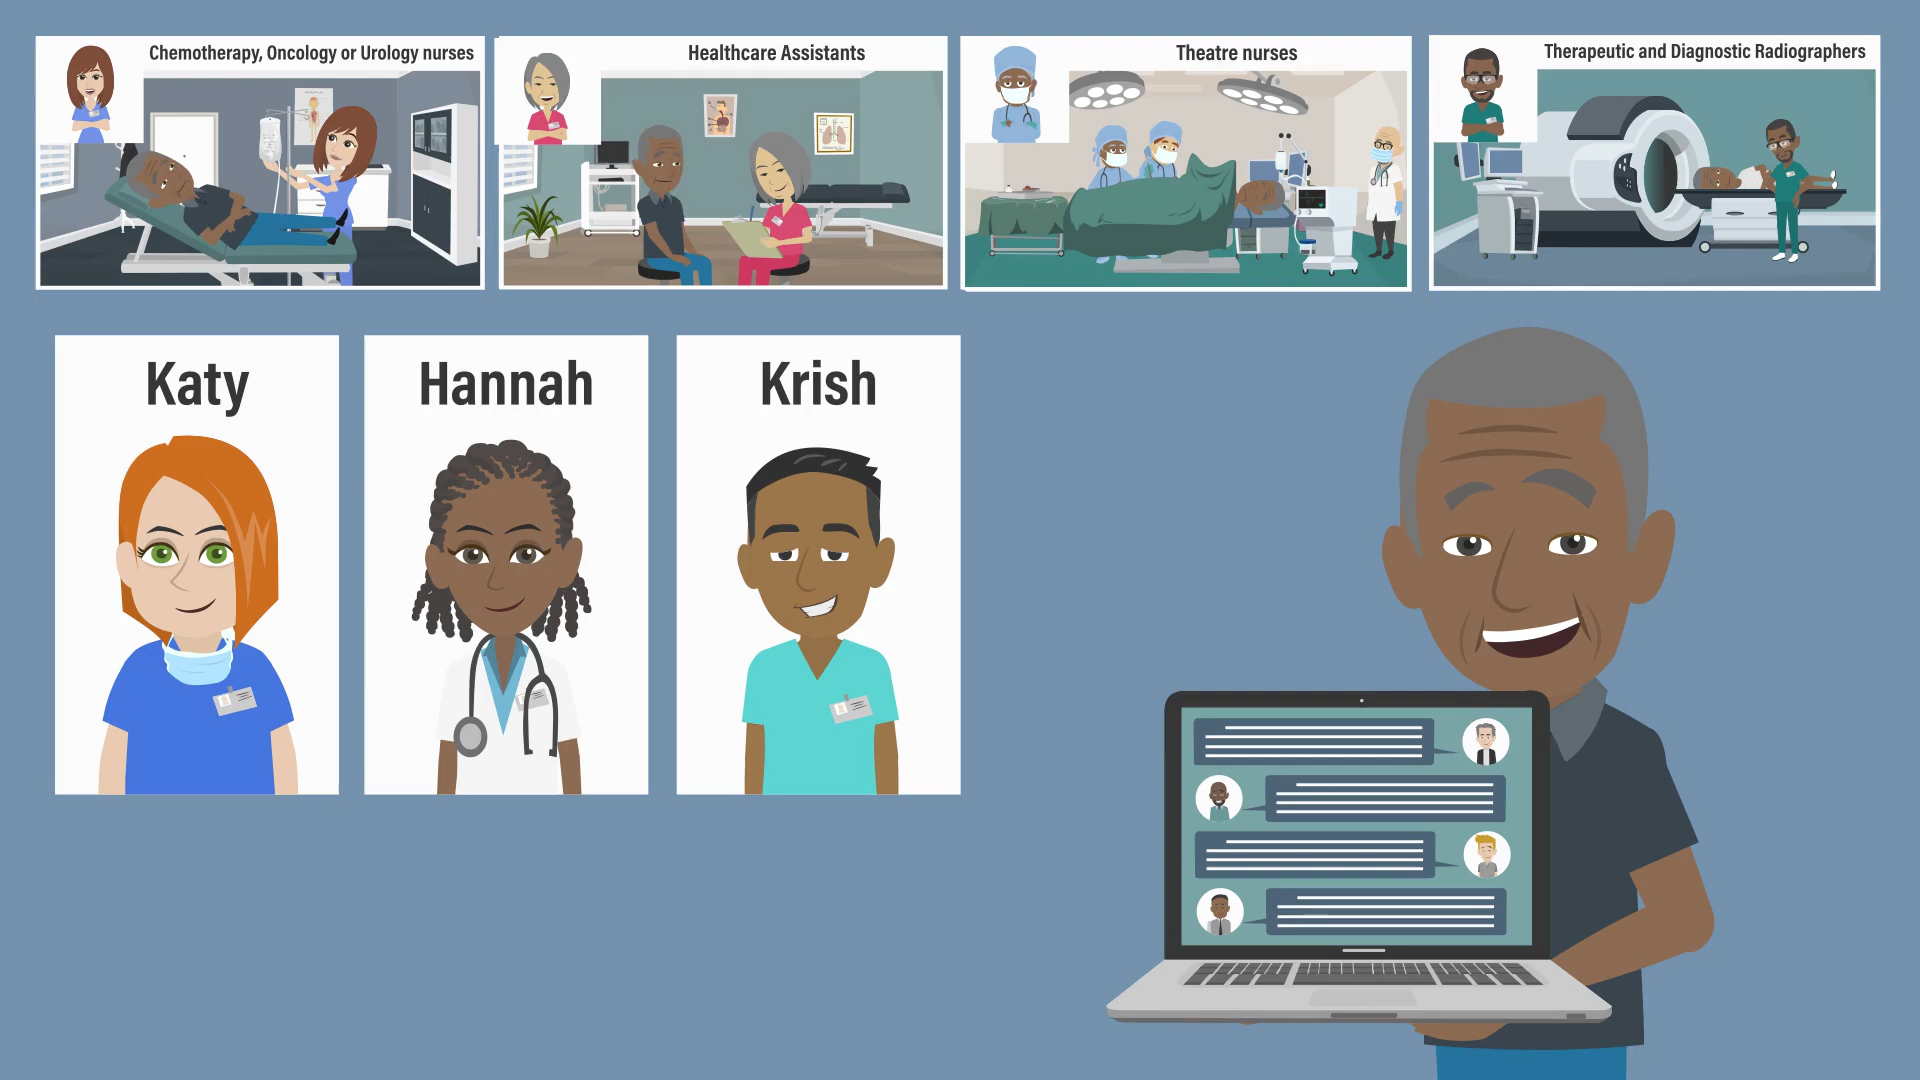 Chemotherapy, Oncology or Urology nurses
Healthcare Assistants
Theatre nurses
Therapeutic and Diagnostic Radiographers
Katy
Hannah
Krish